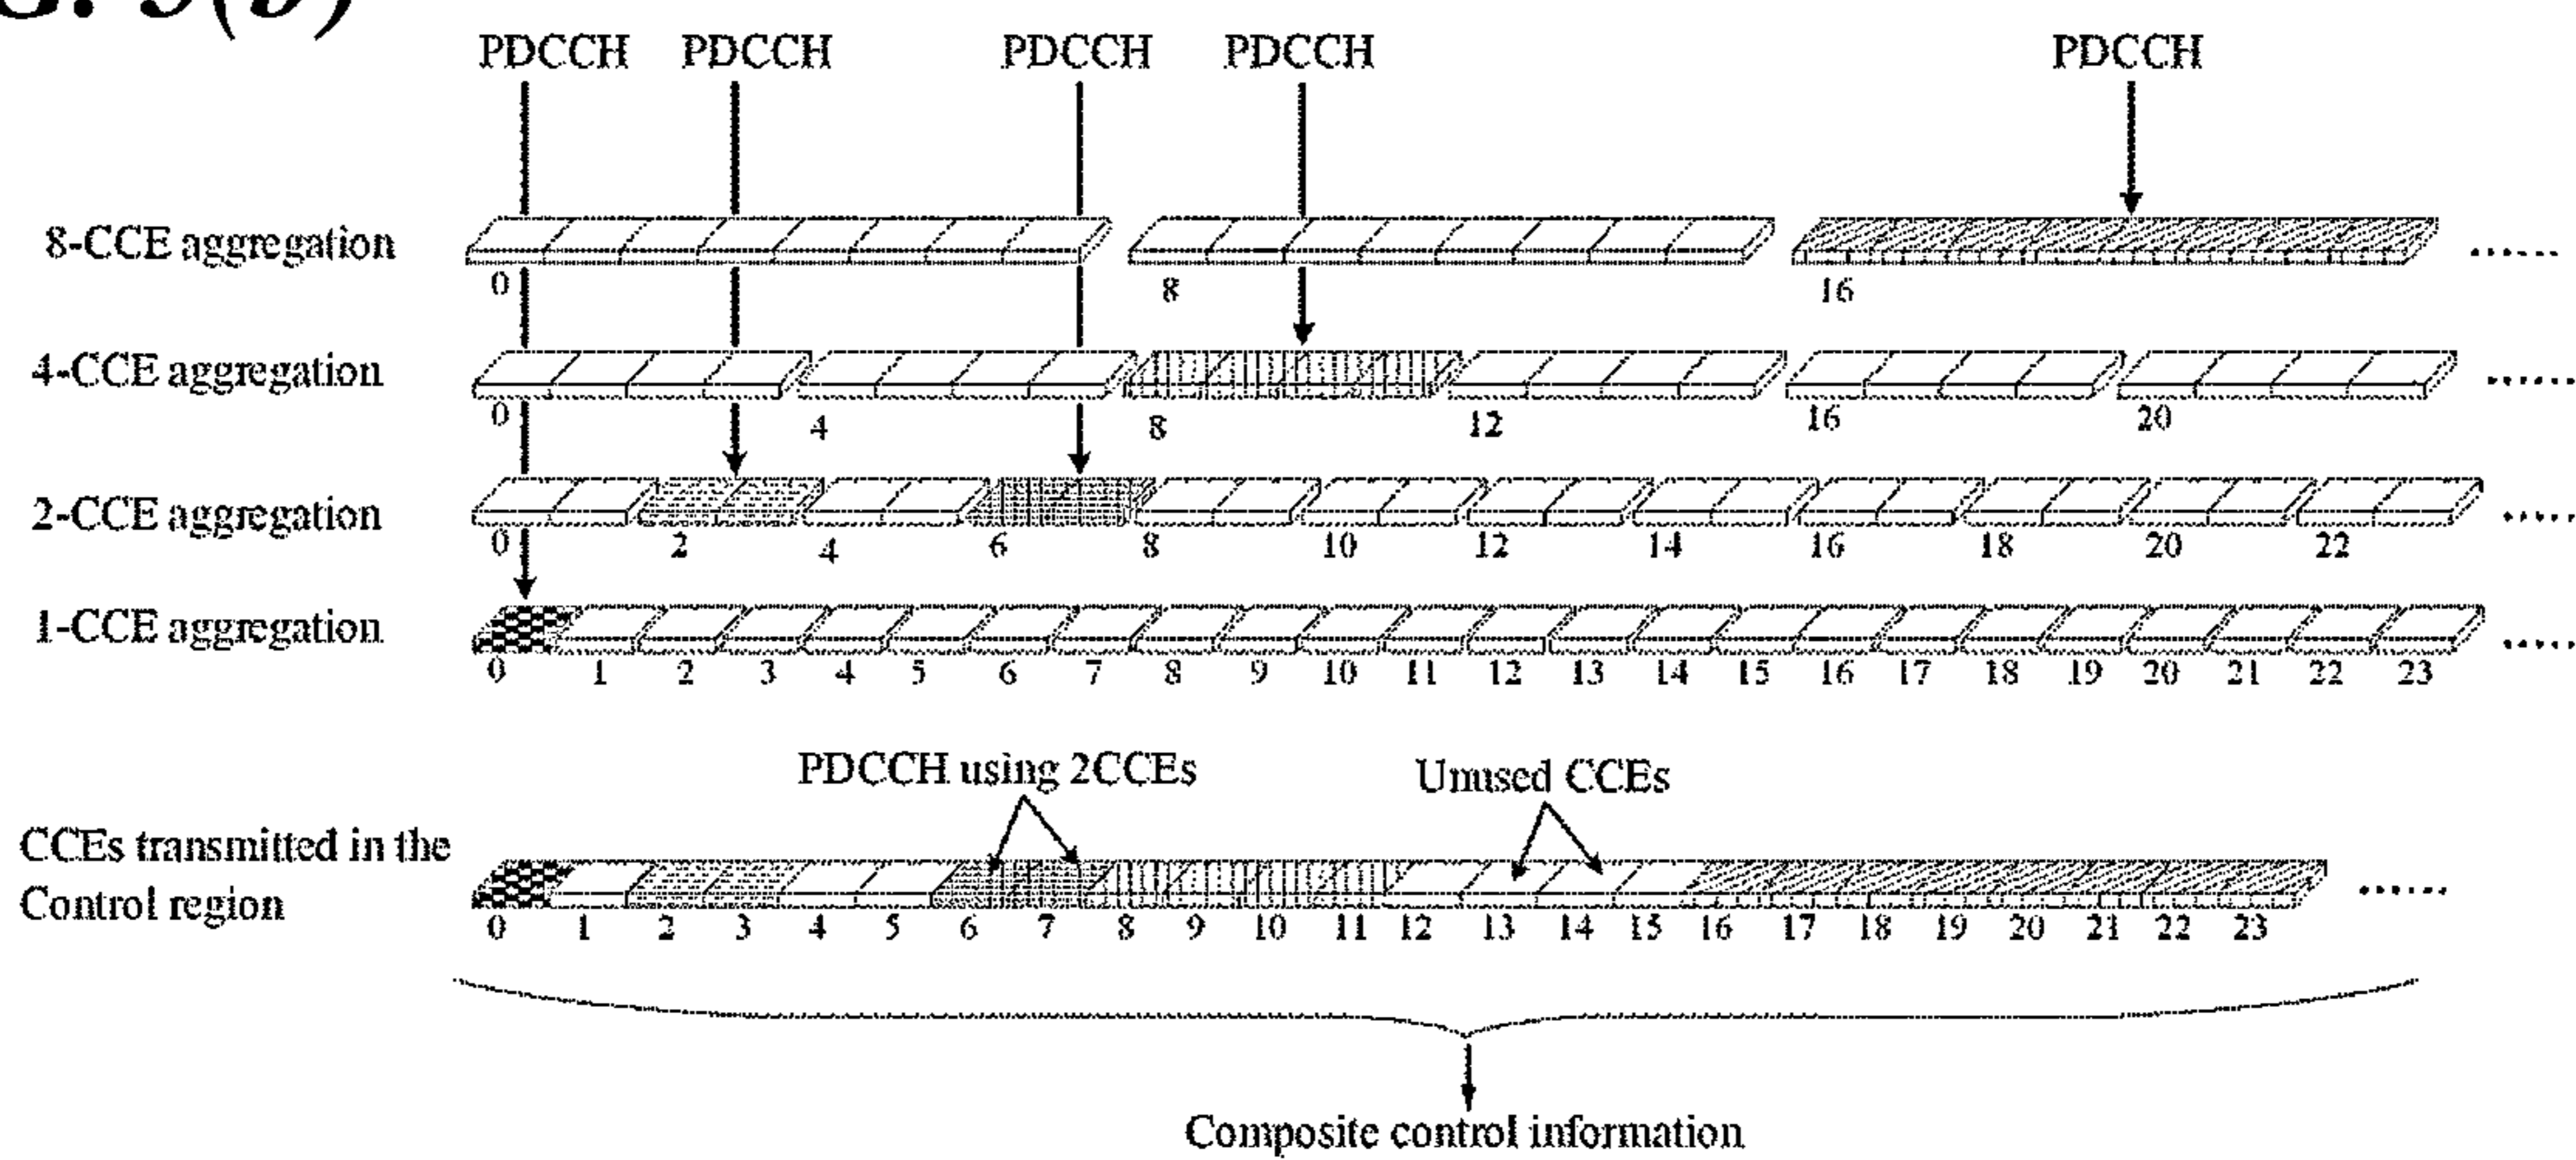 PDCCH PDCCH PDCCH PDCCH PDCCH
8-CCE aggregation
0 8 16
4-CCE aggregation
0 4 8 12 16 20
2-CCE aggregation
0 2 4 6 8 10 12 14 16 18 20 22
1-CCE aggregation
0 1 2 3 4 5 6 7 8 9 10 11 12 13 14 15 16 17 18 19 20 21 22 23
PDCCH using 2CCEs Unused CCEs
CCEs transmitted in the
Control region
0 1 2 3 4 5 6 7 8 9 10 11 12 13 14 15 16 17 18 19 20 21 22 23
Composite control information